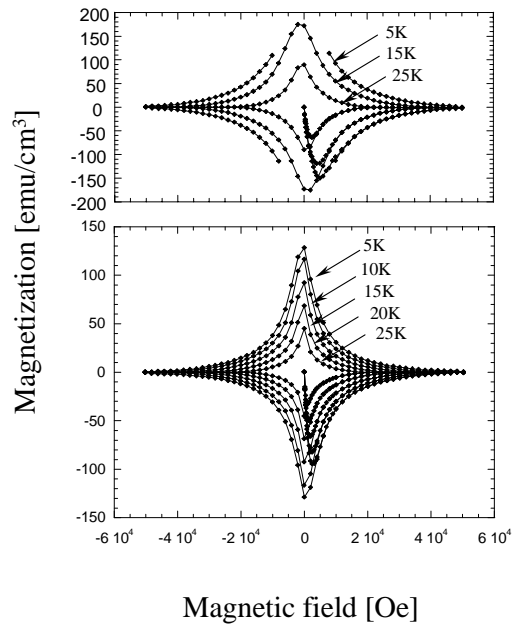 200
150
100
50
0
-50
-100
-150
-200
5K
15K
25K
Magnetization [emu/cm³]
150
100
50
0
-50
-100
-150
5K
10K
15K
20K
25K
-6 10⁴ -4 10⁴ -2 10⁴ 0 2 10⁴ 4 10⁴ 6 10⁴
Magnetic field [Oe]